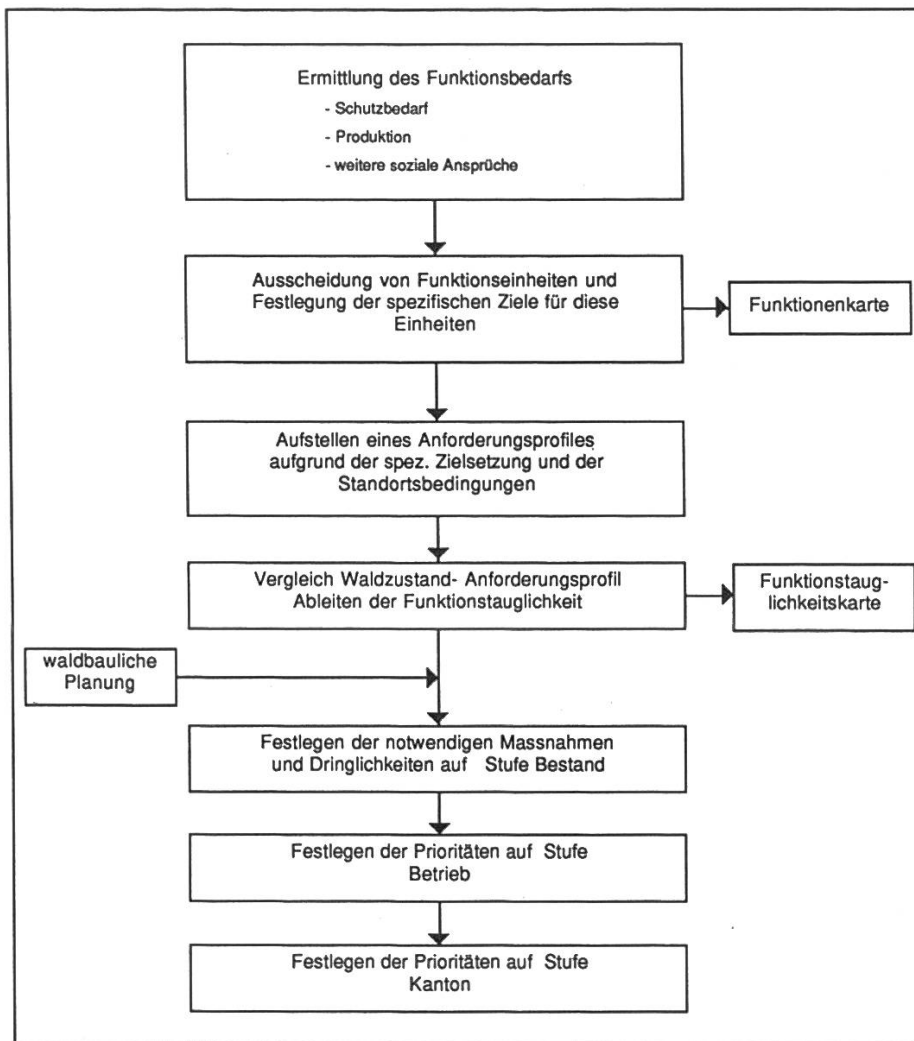 Ermittlung des Funktionsbedarfs
- Schutzbedarf
- Produktion
- weitere soziale Ansprüche
Ausscheidung von Funktionseinheiten und
Festlegung der spezifischen Ziele für diese
Einheiten
Funktionenkarte
Aufstellen eines Anforderungsprofiles
aufgrund der spez. Zielsetzung und der
Standortsbedingungen
Vergleich Waldzustand- Anforderungsprofil
Ableiten der Funktionstauglichkeit
Funktionstaug-
lichkeitskarte
waldbauliche
Planung
Festlegen der notwendigen Massnahmen
und Dringlichkeiten auf Stufe Bestand
Festlegen der Prioritäten auf Stufe
Betrieb
Festlegen der Prioritäten auf Stufe
Kanton